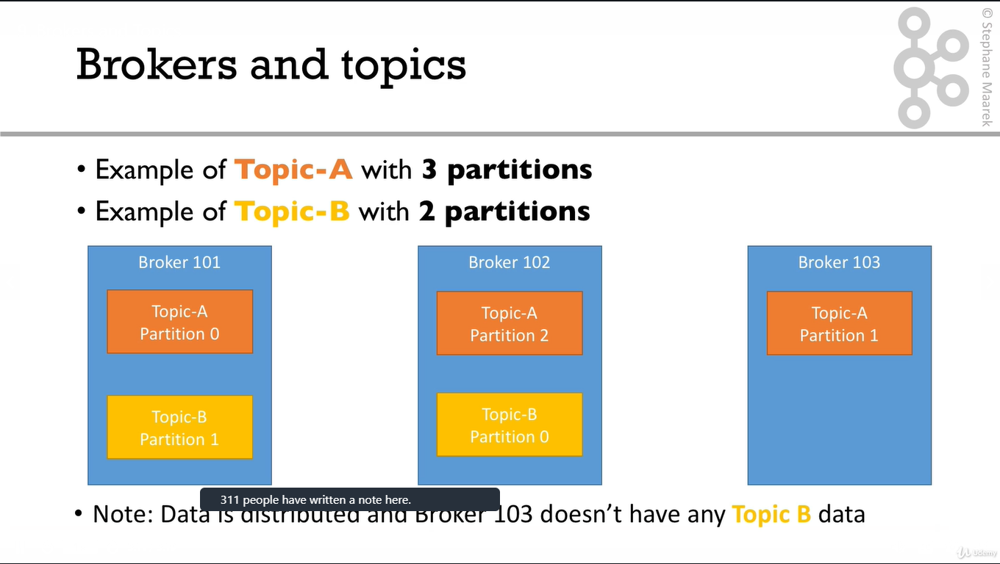 Brokers and topics
© Stephane Maarek
• Example of Topic-A with 3 partitions
• Example of Topic-B with 2 partitions
Broker 101
Topic-A
Partition 0
Topic-B
Partition 1
Broker 102
Topic-A
Partition 2
Topic-B
Partition 0
Broker 103
Topic-A
Partition 1
311 people have written a note here.
• Note: Data is distributed and Broker 103 doesn’t have any Topic B data
Udemy